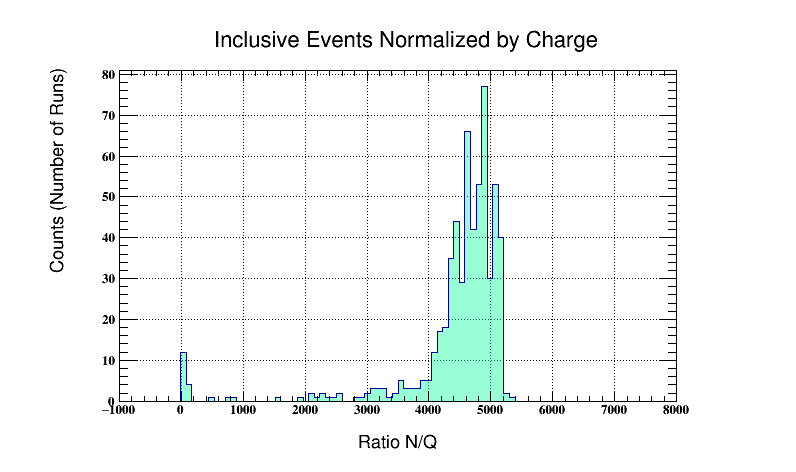 Inclusive Events Normalized by Charge
Counts (Number of Runs)
80
70
60
50
40
30
20
10
0
−1000 0 1000 2000 3000 4000 5000 6000 7000 8000
Ratio N/Q